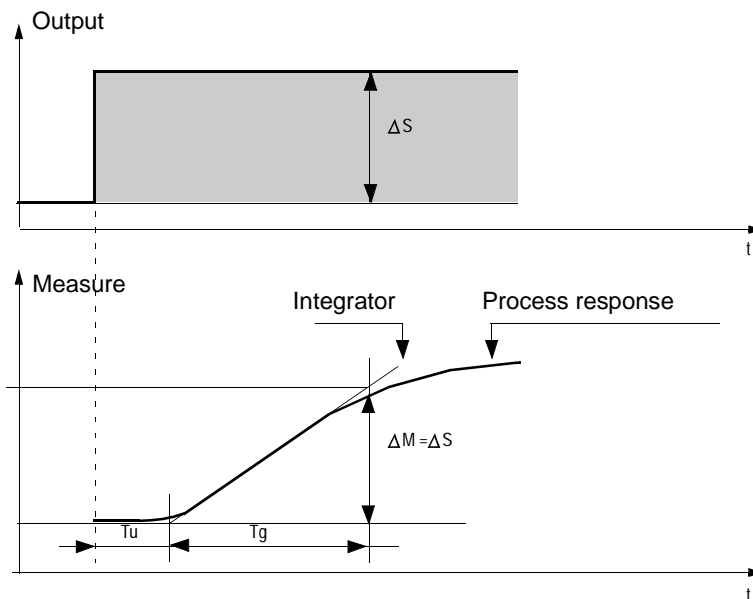 Output
ΔS
t
Measure
Integrator
Process response
ΔM=ΔS
Tu
Tg
t